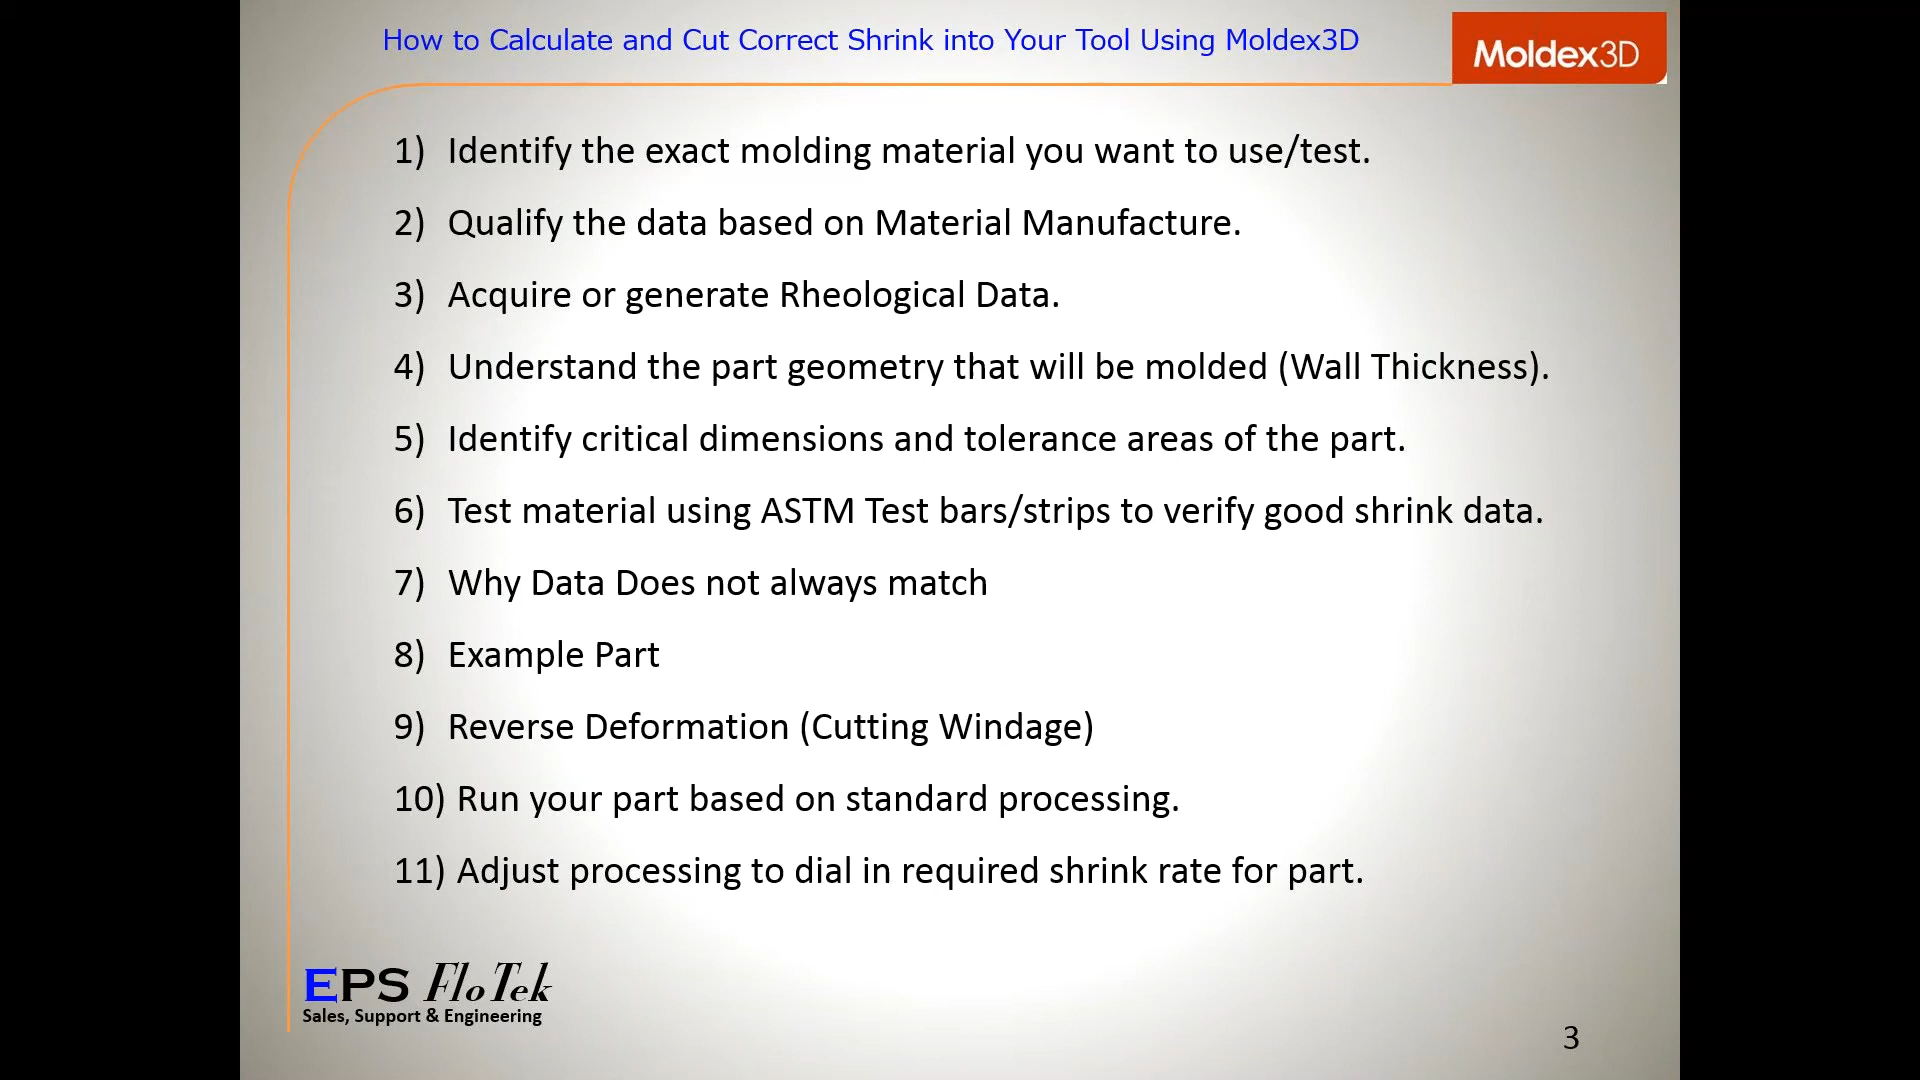 How to Calculate and Cut Correct Shrink into Your Tool Using Moldex3D
Moldex3D
1) Identify the exact molding material you want to use/test.
2) Qualify the data based on Material Manufacture.
3) Acquire or generate Rheological Data.
4) Understand the part geometry that will be molded (Wall Thickness).
5) Identify critical dimensions and tolerance areas of the part.
6) Test material using ASTM Test bars/strips to verify good shrink data.
7) Why Data Does not always match
8) Example Part
9) Reverse Deformation (Cutting Windage)
10) Run your part based on standard processing.
11) Adjust processing to dial in required shrink rate for part.
EPS FloTek
Sales, Support & Engineering
3